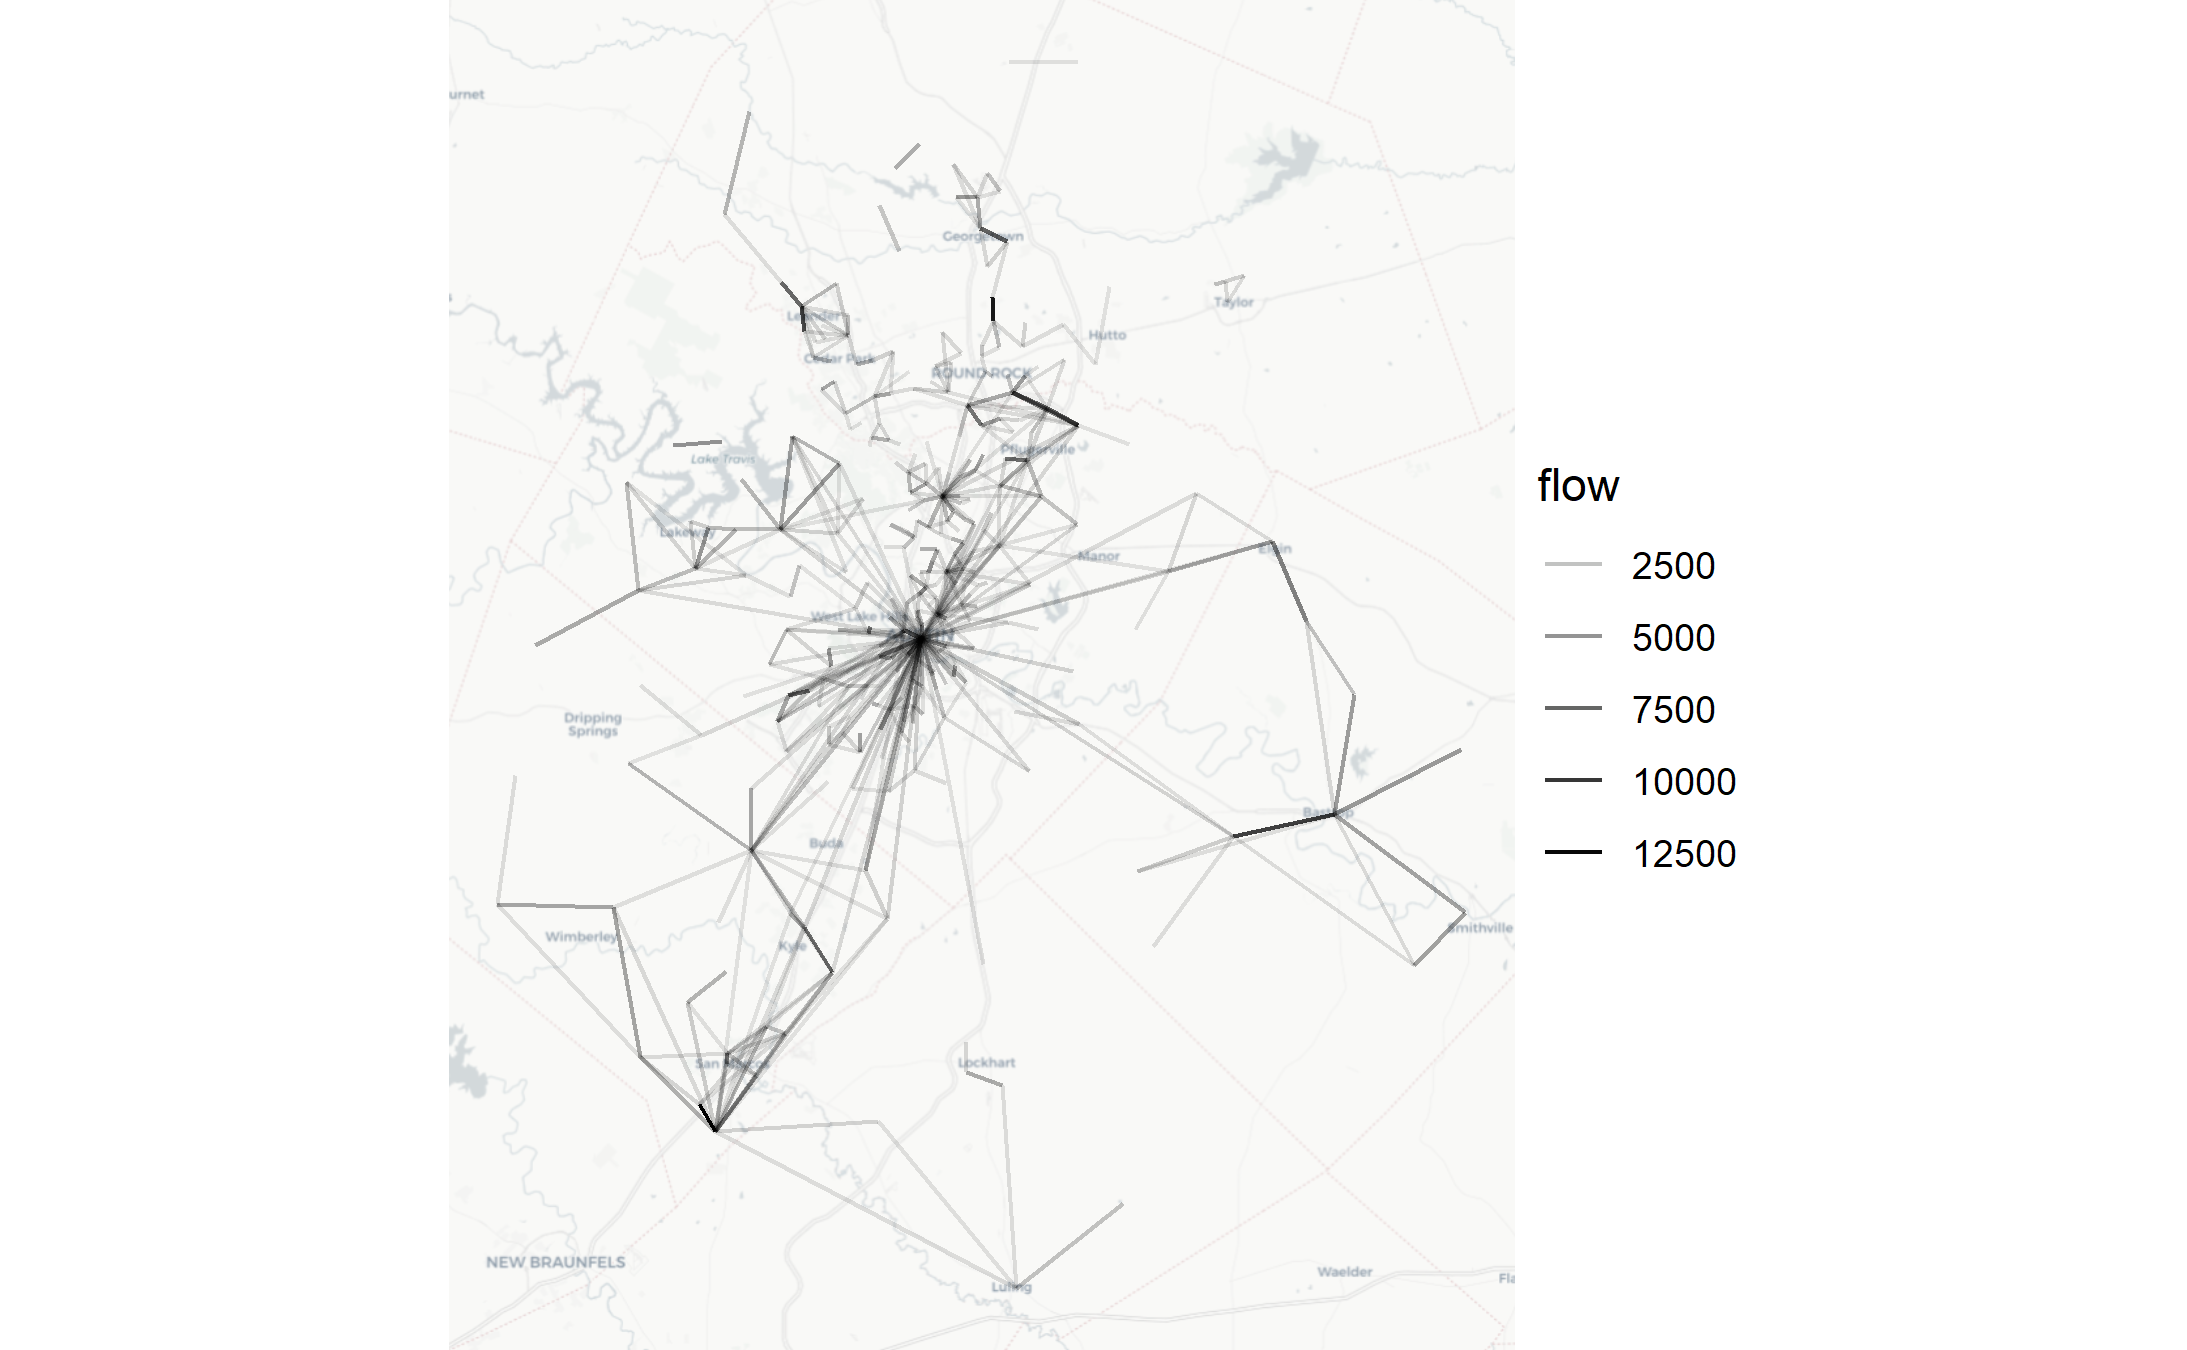 urnet
Georgetown
Taylor
Leander
Hutto
Cedar Park
ROUND ROCK
Pflugerville
Lake Travis
Lakeway
Manor
Elgin
West Lake Hills
AUSTIN
Dripping
Springs
Bastrop
Buda
Smithville
Wimberley
Kyle
San Marcos
Lockhart
NEW BRAUNFELS
Waelder
Fla
Luling
flow
2500
5000
7500
10000
12500